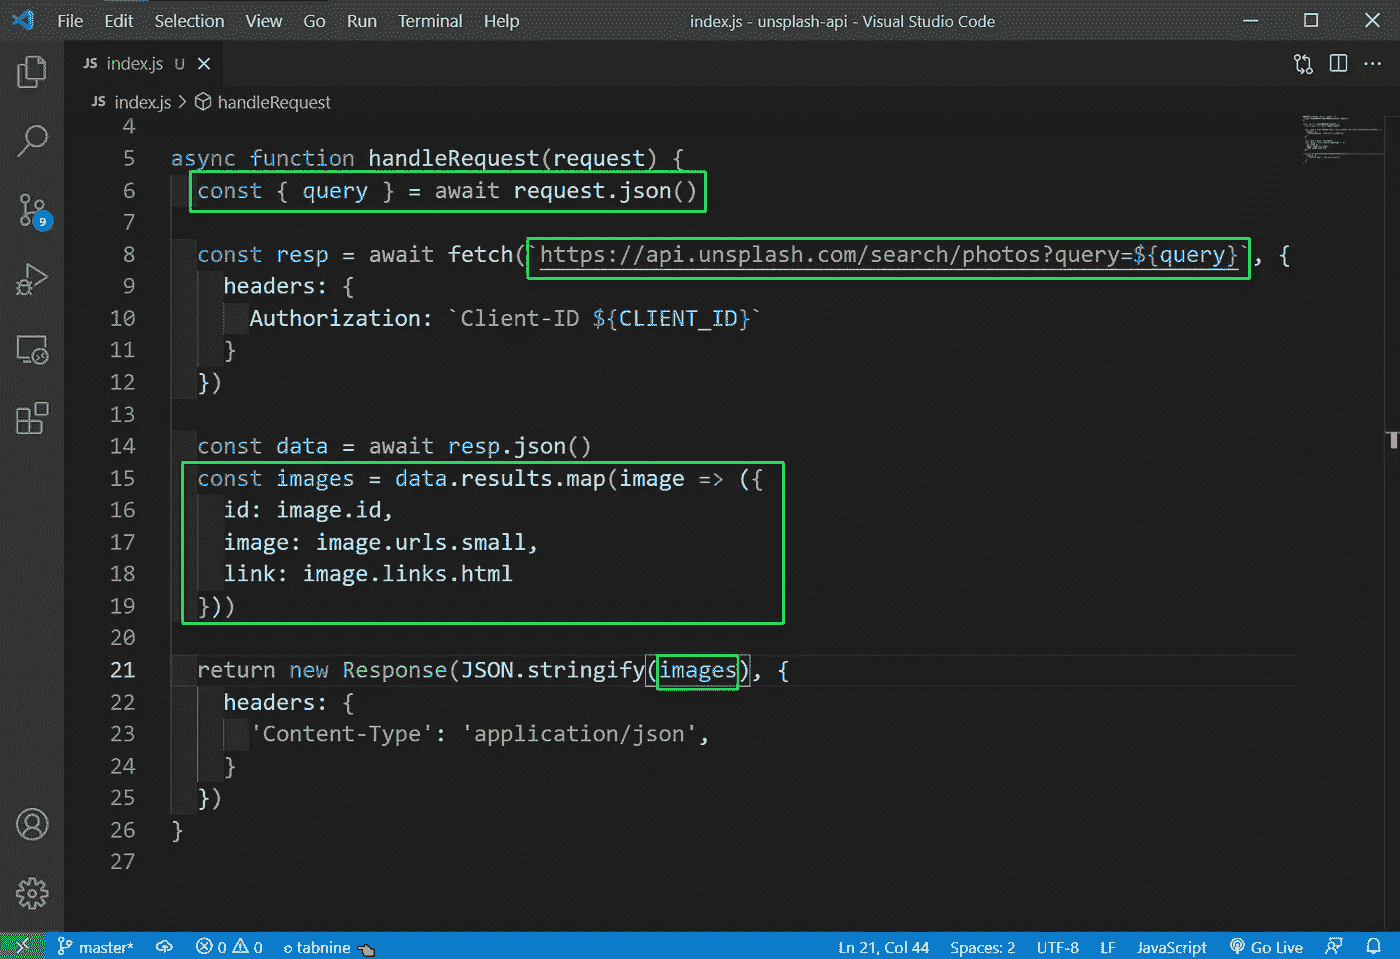 File Edit Selection View Go Run Terminal Help index.js - unsplash-api - Visual Studio Code
JS index.js U
JS index.js > handleRequest
4
5 async function handleRequest(request) {
6 const { query } = await request.json()
7
8 const resp = await fetch(`https://api.unsplash.com/search/photos?query=${query}`, {
9 headers: {
10 Authorization: `Client-ID ${CLIENT_ID}`
11 }
12 })
13
14 const data = await resp.json()
15 const images = data.results.map(image => ({
16 id: image.id,
17 image: image.urls.small,
18 link: image.links.html
19 }))
20
21 return new Response(JSON.stringify(images), {
22 headers: {
23 'Content-Type': 'application/json',
24 }
25 })
26 }
27
9
master* 0 0 tabnine Ln 21, Col 44 Spaces: 2 UTF-8 LF JavaScript Go Live